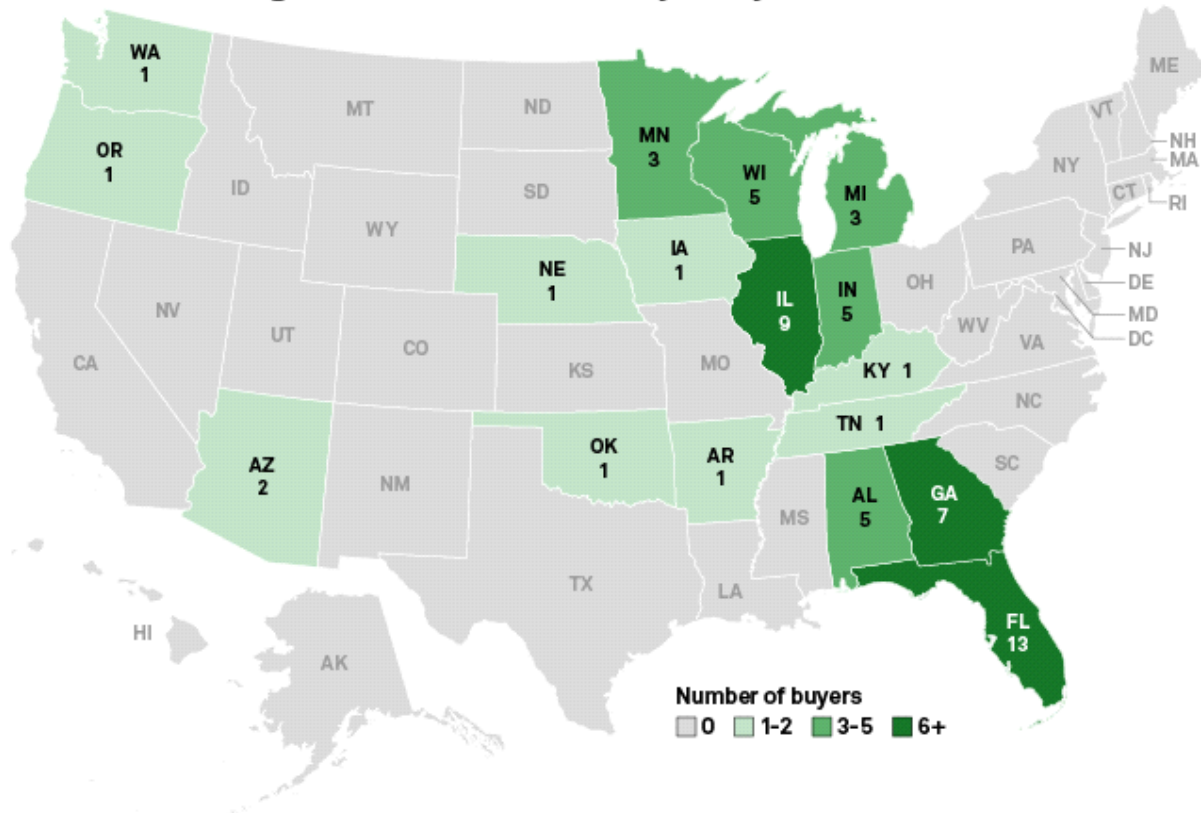 WA
1
OR
1
MT
ND
MN
3
ID
SD
WI
5
MI
3
ME
VT
NH
MA
NY
CT
RI
WY
NE
1
IA
1
PA
NJ
OH
DE
MD
DC
NV
UT
CO
IL
9
IN
5
WV
VA
CA
KS
MO
KY 1
NC
TN 1
AZ
2
NM
OK
1
AR
1
SC
MS
AL
5
GA
7
TX
LA
HI
AK
FL
13
Number of buyers
0 1-2 3-5 6+